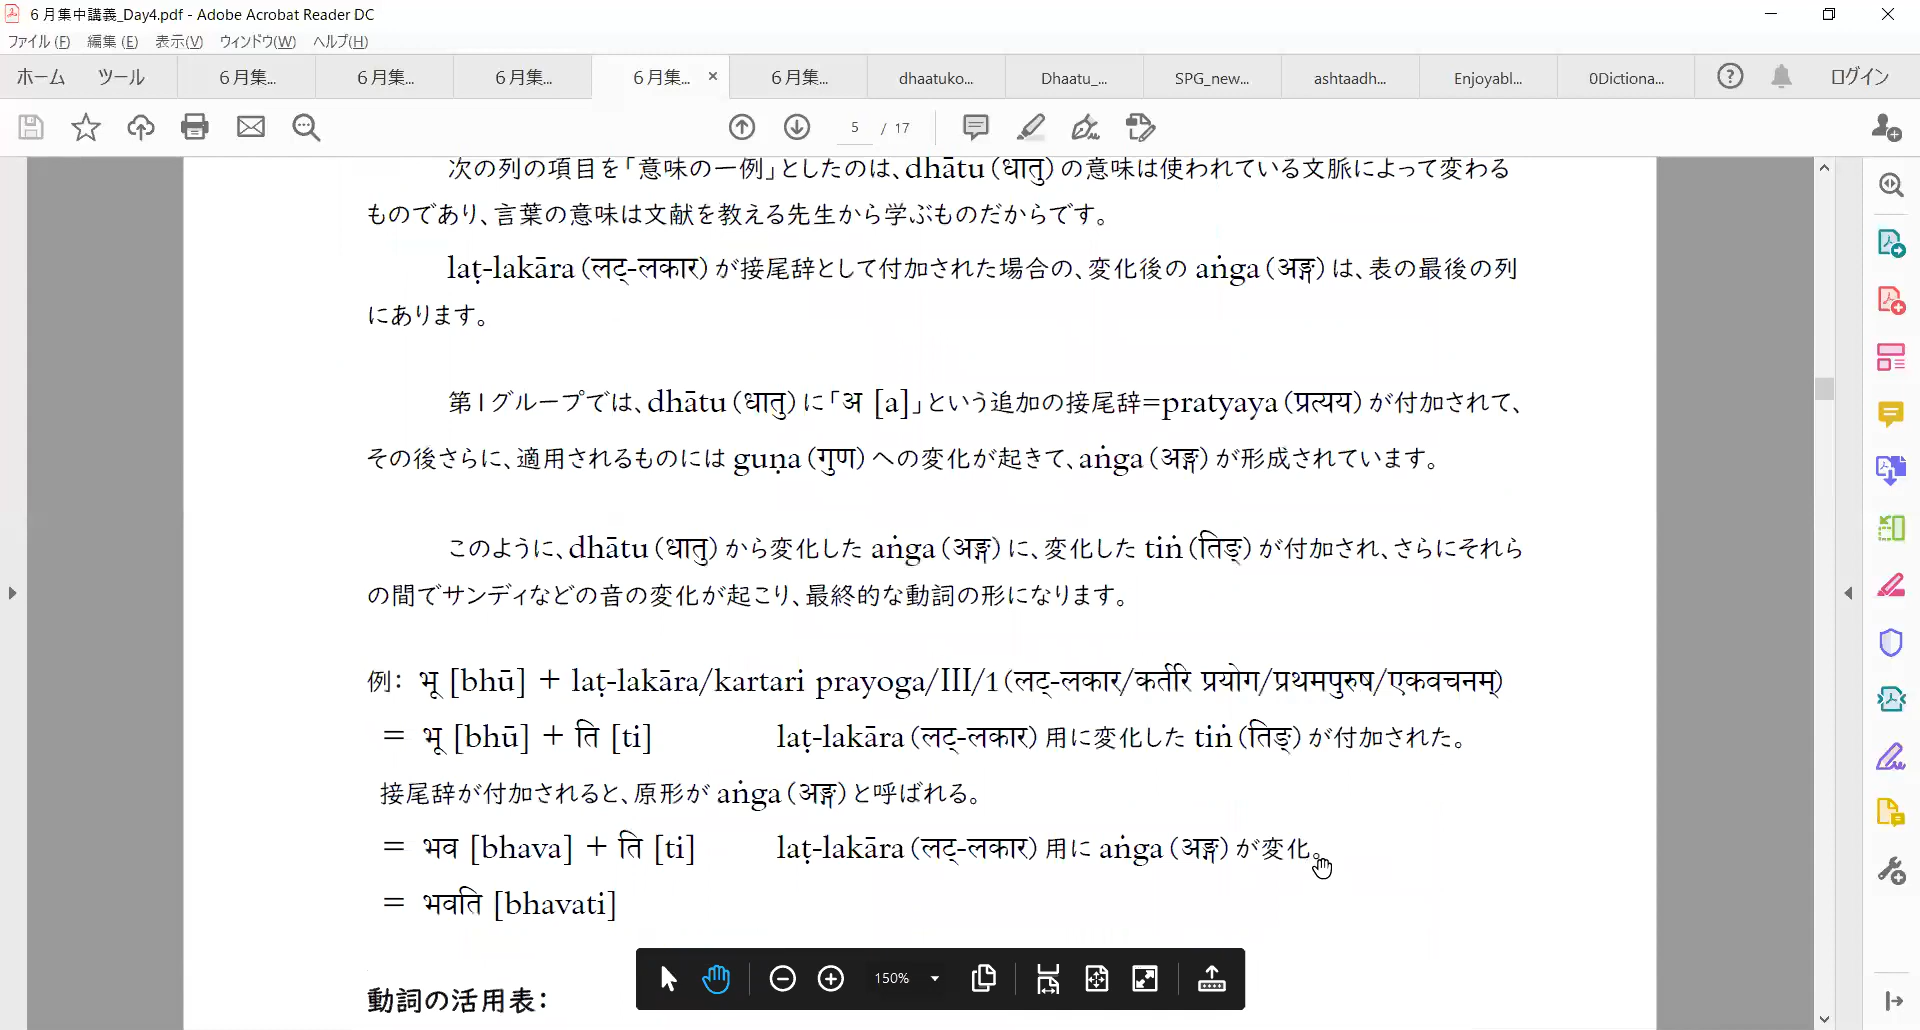 6月集中講義_Day4.pdf - Adobe Acrobat Reader DC
ファイル(F) 編集(E) 表示(V) ウィンドウ(W) ヘルプ(H)
ホーム ツール 6月集... 6月集... 6月集... 6月集... × 6月集... dhaatuko... Dhaatu_... SPG_new... ashtaadh... Enjoyabl... 0Dictiona... ログイン
5 / 17
次の列の項目を「意味の一例」としたのは、dhātu(धातु)の意味は使われている文脈によって変わる
ものであり、言葉の意味は文献を教える先生から学ぶものだからです。
laṭ-lakāra(लट्-लकार)が接尾辞として付加された場合の、変化後の aṅga(अङ्ग)は、表の最後の列
にあります。
第1グループでは、dhātu(धातु)に「अ [a]」という追加の接尾辞=pratyaya(प्रत्यय)が付加されて、
その後さらに、適用されるものには guṇa(गुण)への変化が起きて、aṅga(अङ्ग)が形成されています。
このように、dhātu(धातु)から変化した aṅga(अङ्ग)に、変化した tiṅ(तिङ्)が付加され、さらにそれら
の間でサンディなどの音の変化が起こり、最終的な動詞の形になります。
例: भू [bhū] + laṭ-lakāra/kartari prayoga/III/1(लट्-लकार/कर्तरि प्रयोग/प्रथमपुरुष/एकवचनम्)
= भू [bhū] + ति [ti] laṭ-lakāra(लट्-लकार)用に変化した tiṅ(तिङ्)が付加された。
接尾辞が付加されると、原形が aṅga(अङ्ग)と呼ばれる。
= भव [bhava] + ति [ti] laṭ-lakāra(लट्-लकार)用に aṅga(अङ्ग)が変化。
= भवति [bhavati]
150%
動詞の活用表: